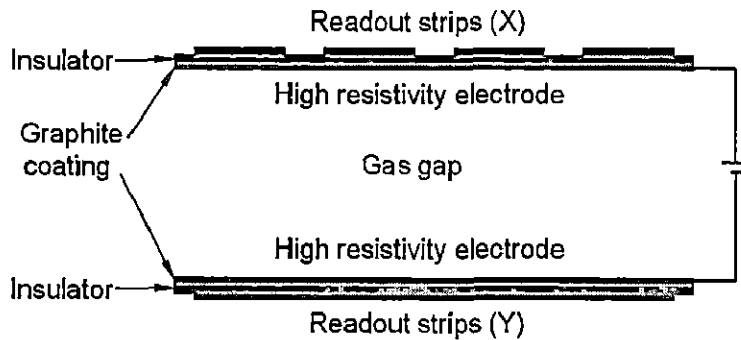 Readout strips (X)
Insulator
High resistivity electrode
Graphite
coating
Gas gap
High resistivity electrode
Insulator
Readout strips (Y)